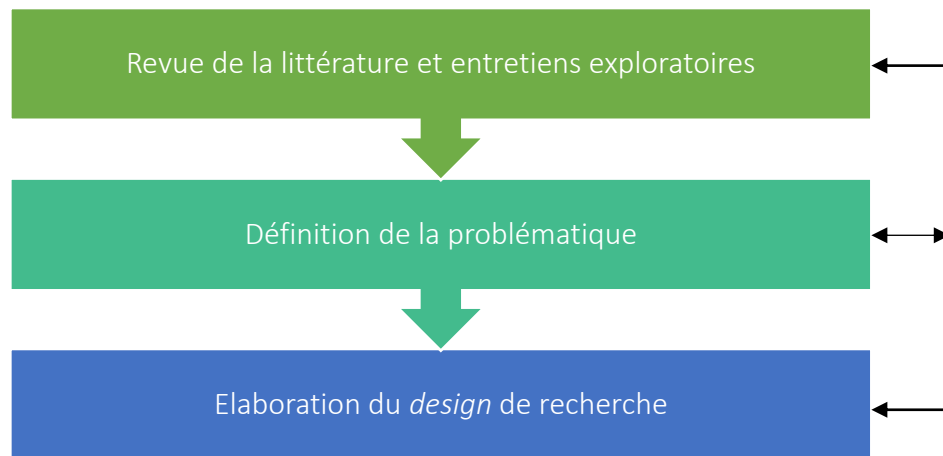 Revue de la littérature et entretiens exploratoires
Définition de la problématique
Elaboration du design de recherche